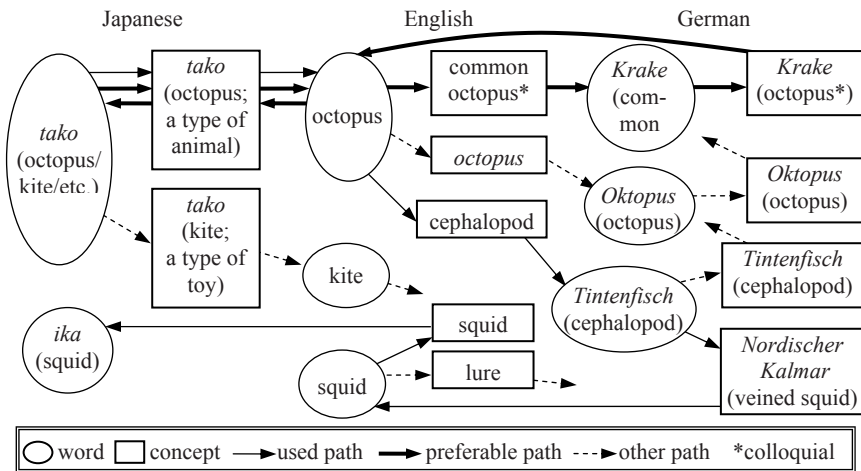 Japanese English German
tako
(octopus/
kite/etc.)
tako
(octopus;
a type of
animal)
octopus
common
octopus*
Krake
(com-
mon
Krake
(octopus*)
octopus
Oktopus
(octopus)
Oktopus
(octopus)
tako
(kite;
a type of
toy)
kite
cephalopod
Tintenfisch
(cephalopod)
Tintenfisch
(cephalopod)
ika
(squid)
squid
squid
lure
Nordischer
Kalmar
(veined squid)
word concept used path preferable path other path *colloquial